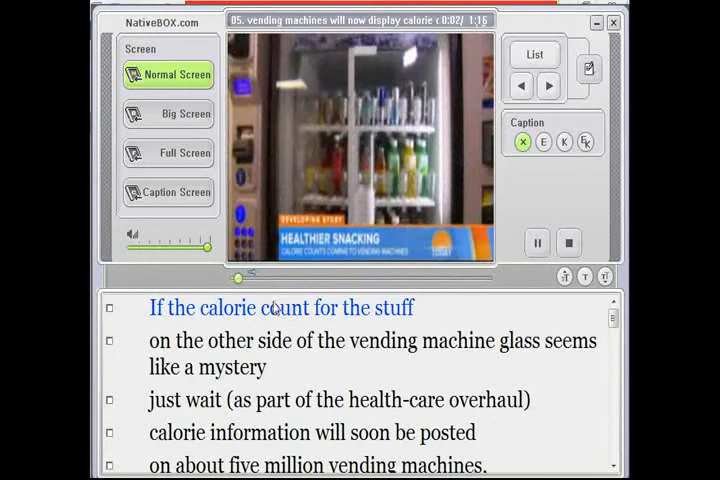 NativeBOX.com
05. vending machines will now display calorie c 0:02/ 1:16
Screen
Normal Screen
Big Screen
Full Screen
Caption Screen
List
Caption
X
E
K
EK
DEVELOPING STORY
HEALTHIER SNACKING
CALORIE COUNTS COMING TO VENDING MACHINES
TODAY
T
T
T
If the calorie count for the stuff
on the other side of the vending machine glass seems
like a mystery
just wait (as part of the health-care overhaul)
calorie information will soon be posted
on about five million vending machines.